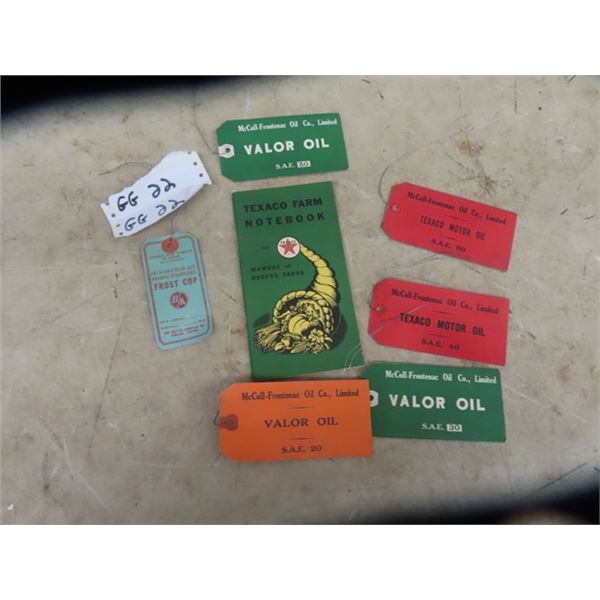 McColl-Frontenac Oil Co., Limited
VALOR OIL
S.A.E. 50
GG 22
GG 22
TEXACO FARM
NOTEBOOK
AND
MANUAL of
USEFUL FACTS
McColl-Frontenac Oil Co., Limited
TEXACO MOTOR OIL
S.A.E.
FROST COP
B/A
McColl-Frontenac Oil Co., Limited
TEXACO MOTOR OIL
S.A.E. 40
McColl-Frontenac Oil Co., Limited
VALOR OIL
S.A.E. 30
McColl-Frontenac Oil Co., Limited
VALOR OIL
S.A.E. 20